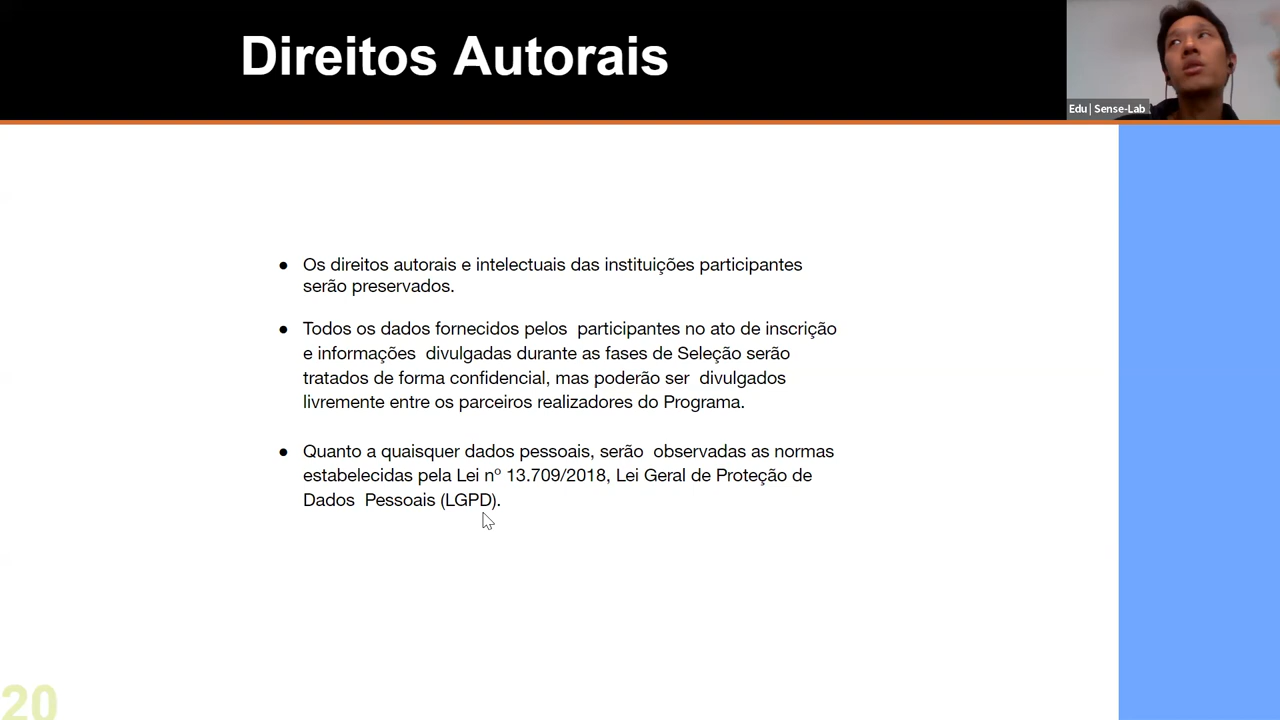 Direitos Autorais
Edu | Sense-Lab
● Os direitos autorais e intelectuais das instituições participantes
serão preservados.
● Todos os dados fornecidos pelos participantes no ato de inscrição
e informações divulgadas durante as fases de Seleção serão
tratados de forma confidencial, mas poderão ser divulgados
livremente entre os parceiros realizadores do Programa.
● Quanto a quaisquer dados pessoais, serão observadas as normas
estabelecidas pela Lei nº 13.709/2018, Lei Geral de Proteção de
Dados Pessoais (LGPD).
20